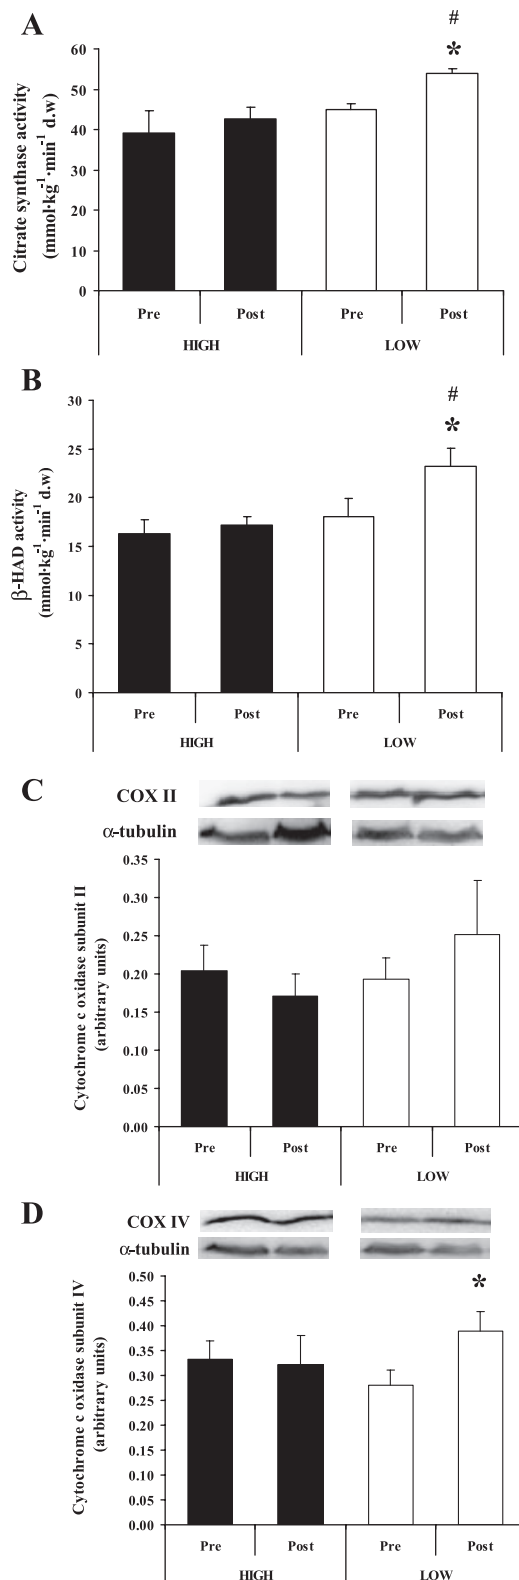 A
#
*
60
50
40
30
20
10
0
Citrate synthase activity
(mmol·kg⁻¹·min⁻¹ d.w)
Pre Post Pre Post
HIGH LOW
B
#
*
30
25
20
15
10
5
0
β-HAD activity
(mmol·kg⁻¹·min⁻¹ d.w)
Pre Post Pre Post
HIGH LOW
C
COX II
α-tubulin
0.35
0.30
0.25
0.20
0.15
0.10
0.05
0.00
Cytochrome c oxidase subunit II
(arbitrary units)
Pre Post Pre Post
HIGH LOW
D
COX IV
α-tubulin
*
0.50
0.45
0.40
0.35
0.30
0.25
0.20
0.15
0.10
0.05
0.00
Cytochrome c oxidase subunit IV
(arbitrary units)
Pre Post Pre Post
HIGH LOW